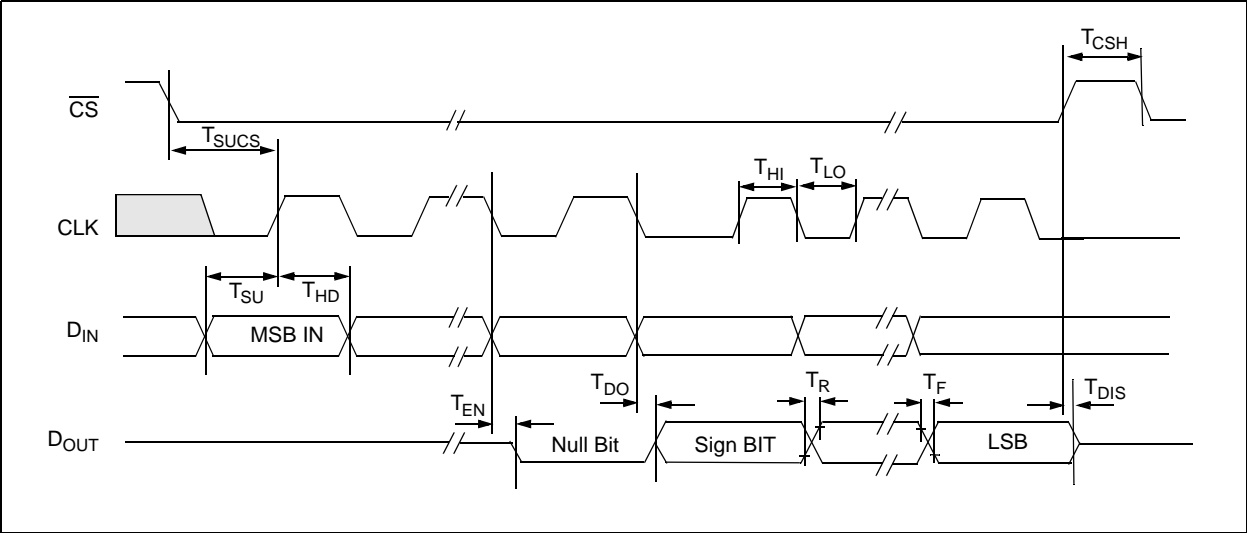 TCSH
CS
TSUCS
THI TLO
CLK
TSU THD
DIN MSB IN
TDO TR TF TDIS
TEN
DOUT Null Bit Sign BIT LSB